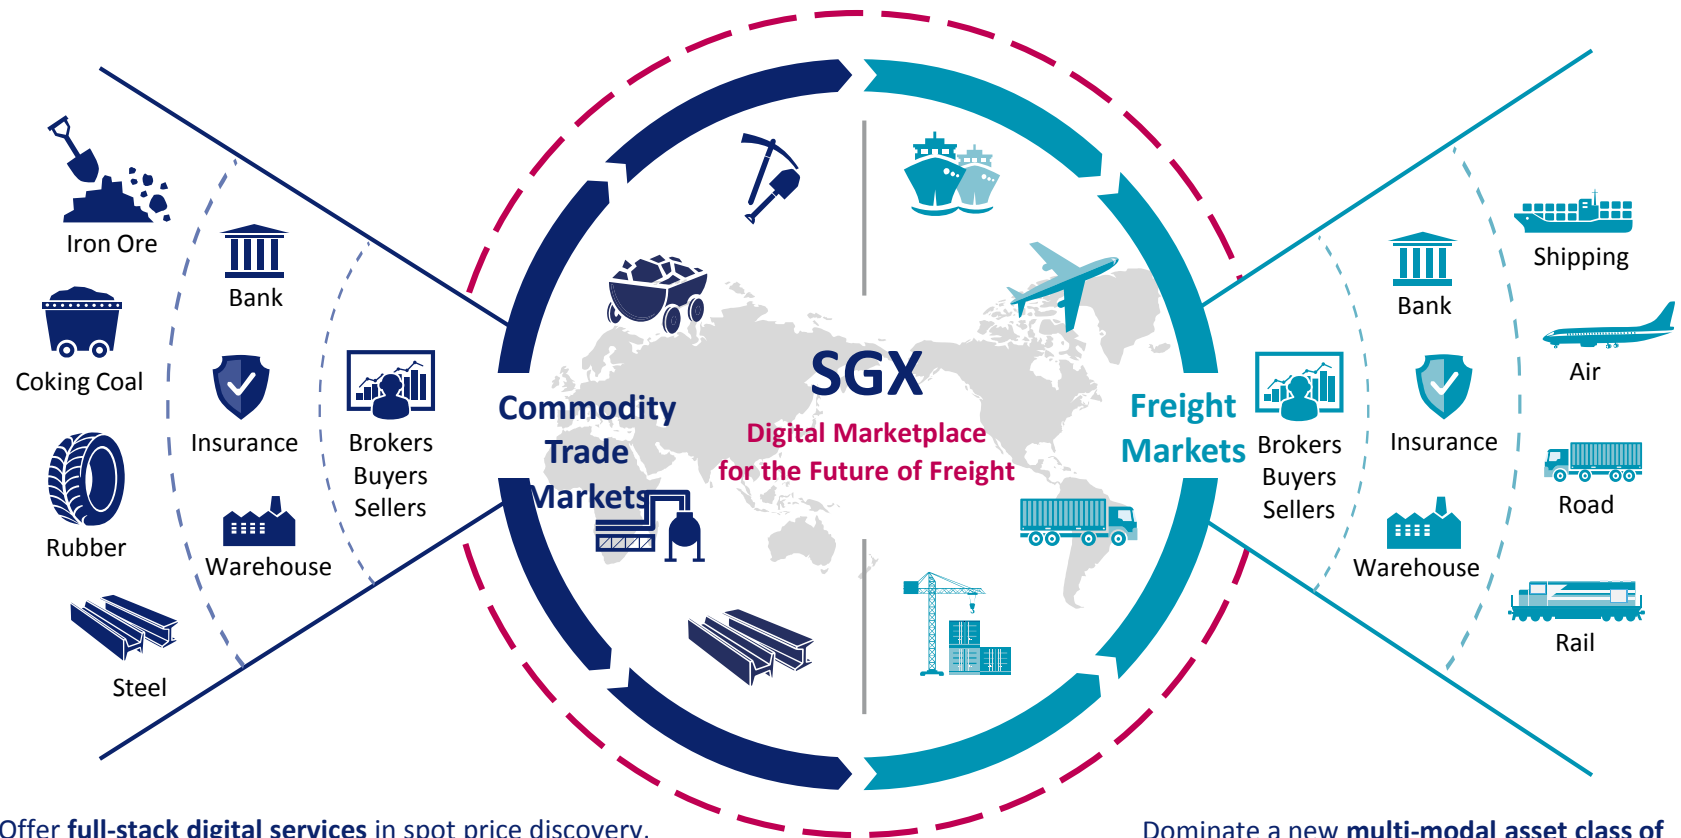 Iron Ore
Coking Coal
Rubber
Steel
Bank
Insurance
Warehouse
Brokers
Buyers
Sellers
Commodity
Trade
Markets
SGX
Digital Marketplace
for the Future of Freight
Freight
Markets
Brokers
Buyers
Sellers
Bank
Insurance
Warehouse
Shipping
Air
Road
Rail
Offer full-stack digital services in spot price discovery,
Dominate a new multi-modal asset class of